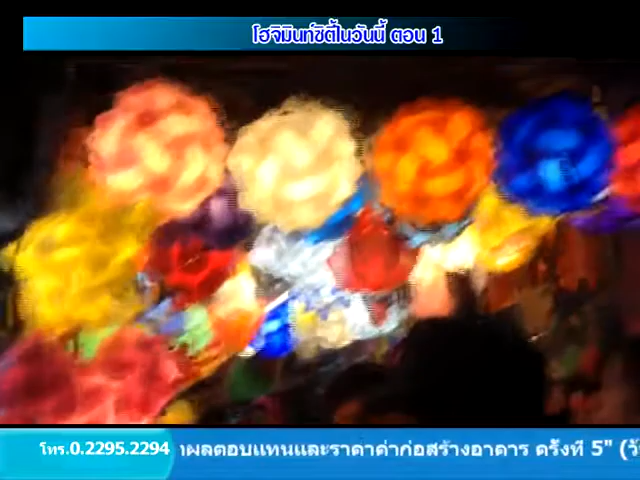 โฮจิมินท์ซิตี้ในวันนี้ ตอน 1
โทร.0.2295.2294
าผลตอบแทนและราคาค่าก่อสร้างอาคาร ครั้งที่ 5" (วั